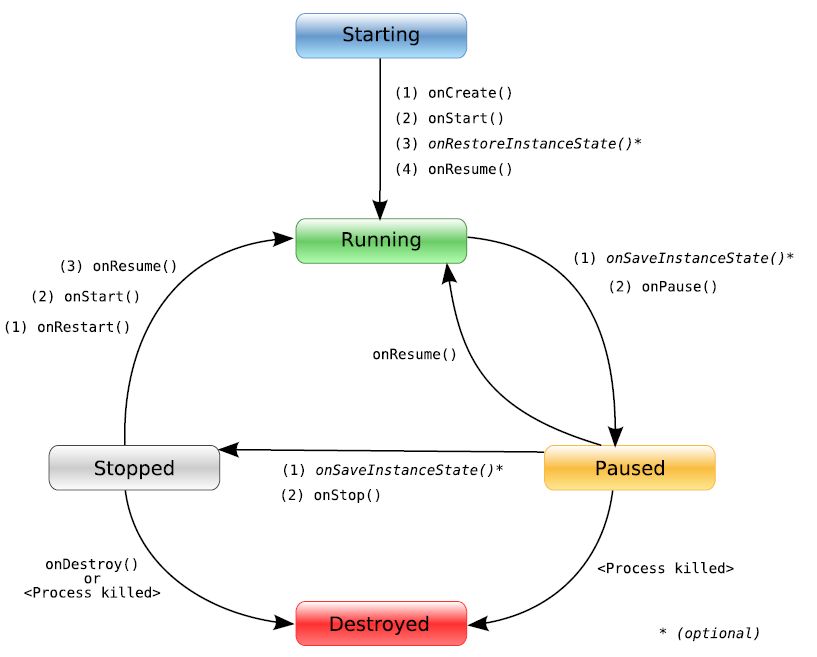 Starting
(1) onCreate()
(2) onStart()
(3) onRestoreInstanceState()*
(4) onResume()
Running
(3) onResume()
(2) onStart()
(1) onRestart()
(1) onSaveInstanceState()*
(2) onPause()
onResume()
Stopped
(1) onSaveInstanceState()*
(2) onStop()
Paused
onDestroy()
or
<Process killed>
<Process killed>
Destroyed
* (optional)